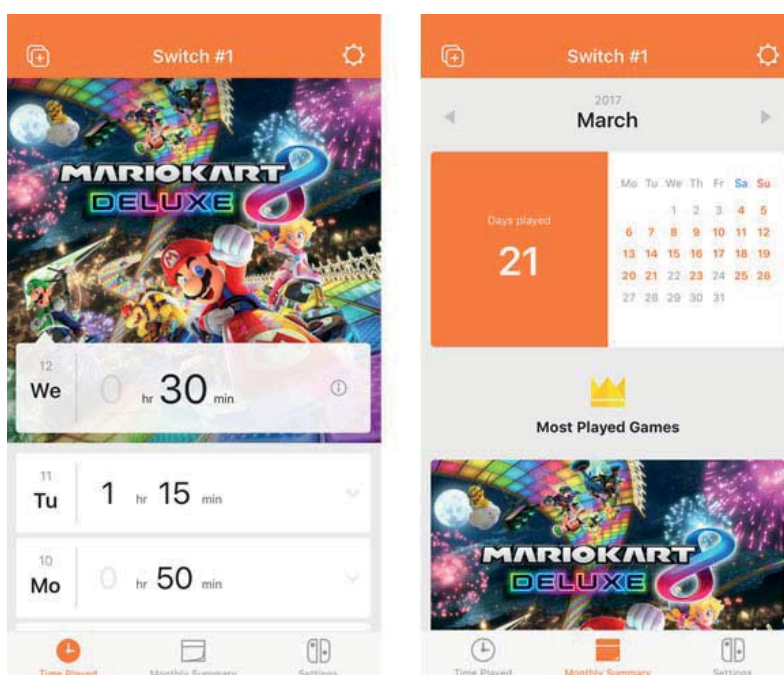 Switch #1
MARIOKART 8
DELUXE
12
We
0 hr 30 min
11
Tu
1 hr 15 min
10
Mo
0 hr 50 min
Time Played
Monthly Summary
Settings
Switch #1
2017
March
Days played
21
Mo Tu We Th Fr Sa Su
1 2 3 4 5
6 7 8 9 10 11 12
13 14 15 16 17 18 19
20 21 22 23 24 25 26
27 28 29 30 31
Most Played Games
MARIOKART 8
DELUXE
Time Played
Monthly Summary
Settings